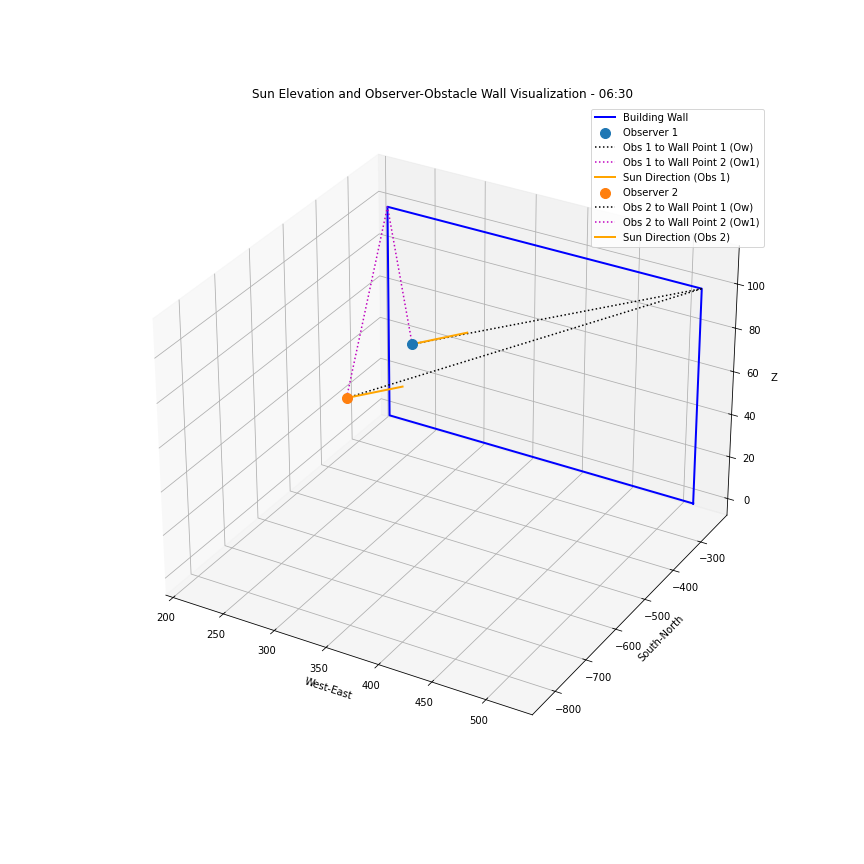 Sun Elevation and Observer-Obstacle Wall Visualization - 06:30
Building Wall
Observer 1
Obs 1 to Wall Point 1 (Ow)
Obs 1 to Wall Point 2 (Ow1)
Sun Direction (Obs 1)
Observer 2
Obs 2 to Wall Point 1 (Ow)
Obs 2 to Wall Point 2 (Ow1)
Sun Direction (Obs 2)
100
80
60
40
20
0
Z
−300
−400
−500
−600
−700
−800
South-North
200
250
300
350
400
450
500
West-East